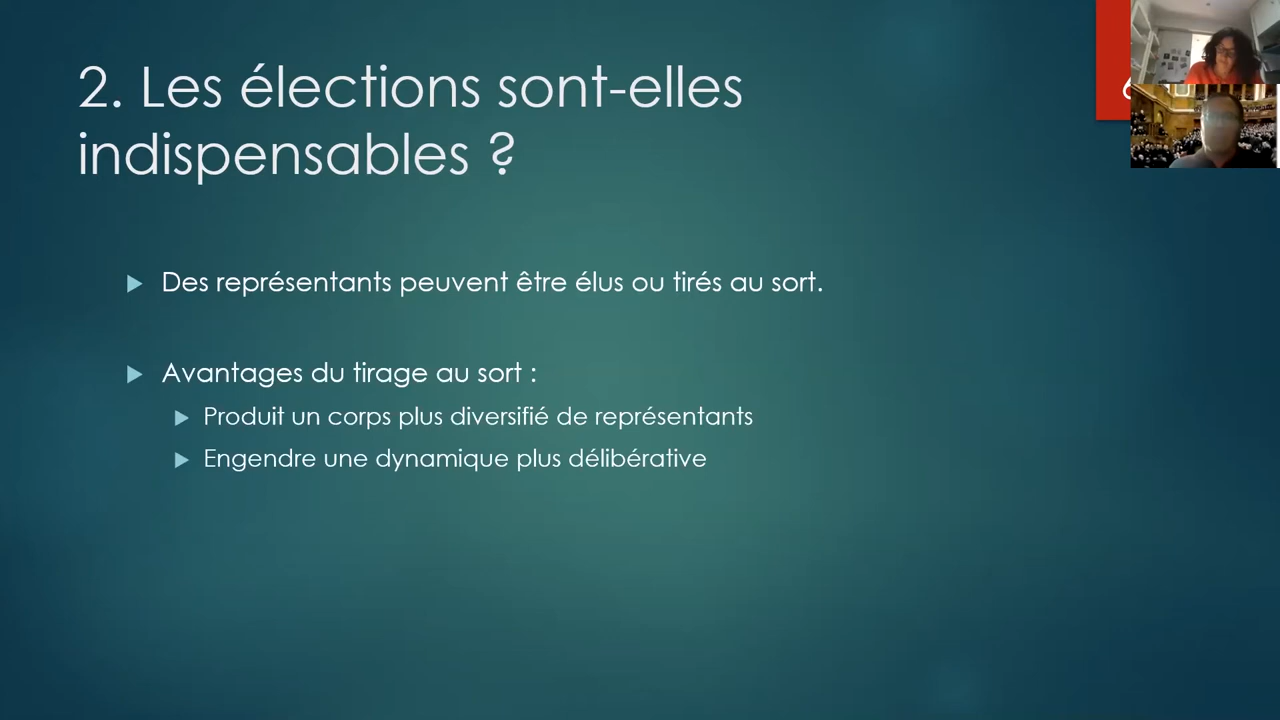 2. Les élections sont-elles
indispensables ?
Des représentants peuvent être élus ou tirés au sort.
Avantages du tirage au sort :
Produit un corps plus diversifié de représentants
Engendre une dynamique plus délibérative